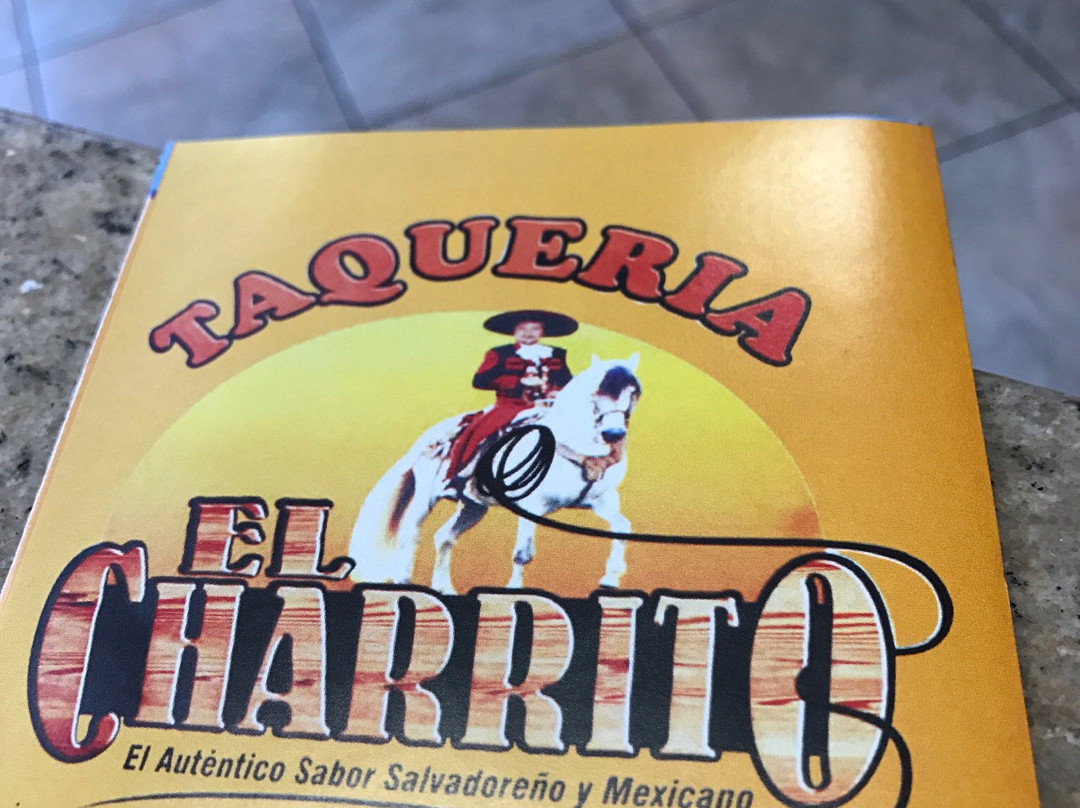 TAQUERIA
EL
CHARRITO
El Auténtico Sabor Salvadoreño y Mexicano